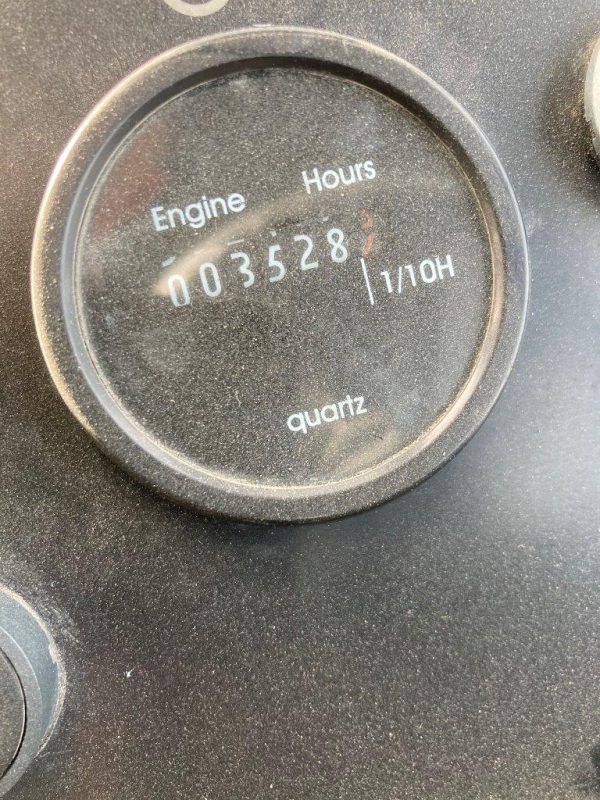 Engine Hours
003528
1/10H
quartz